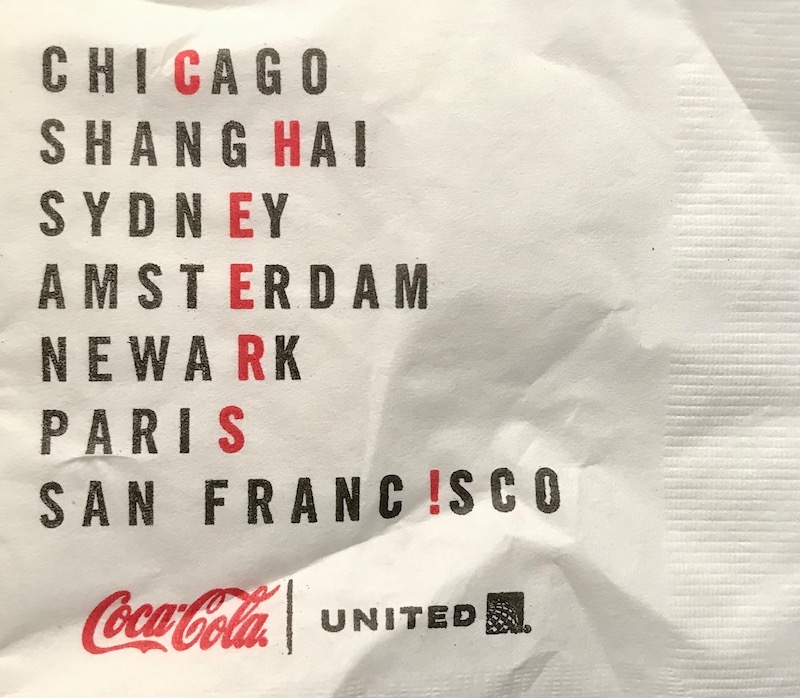 CHICAGO
SHANGHAI
SYDNEY
AMSTERDAM
NEWARK
PARIS
SAN FRANC!SCO
Coca-Cola | UNITED